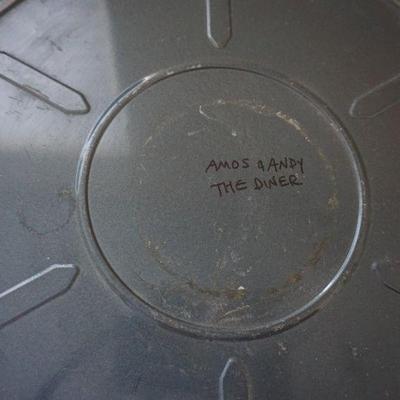 AMOS & ANDY
THE DINER